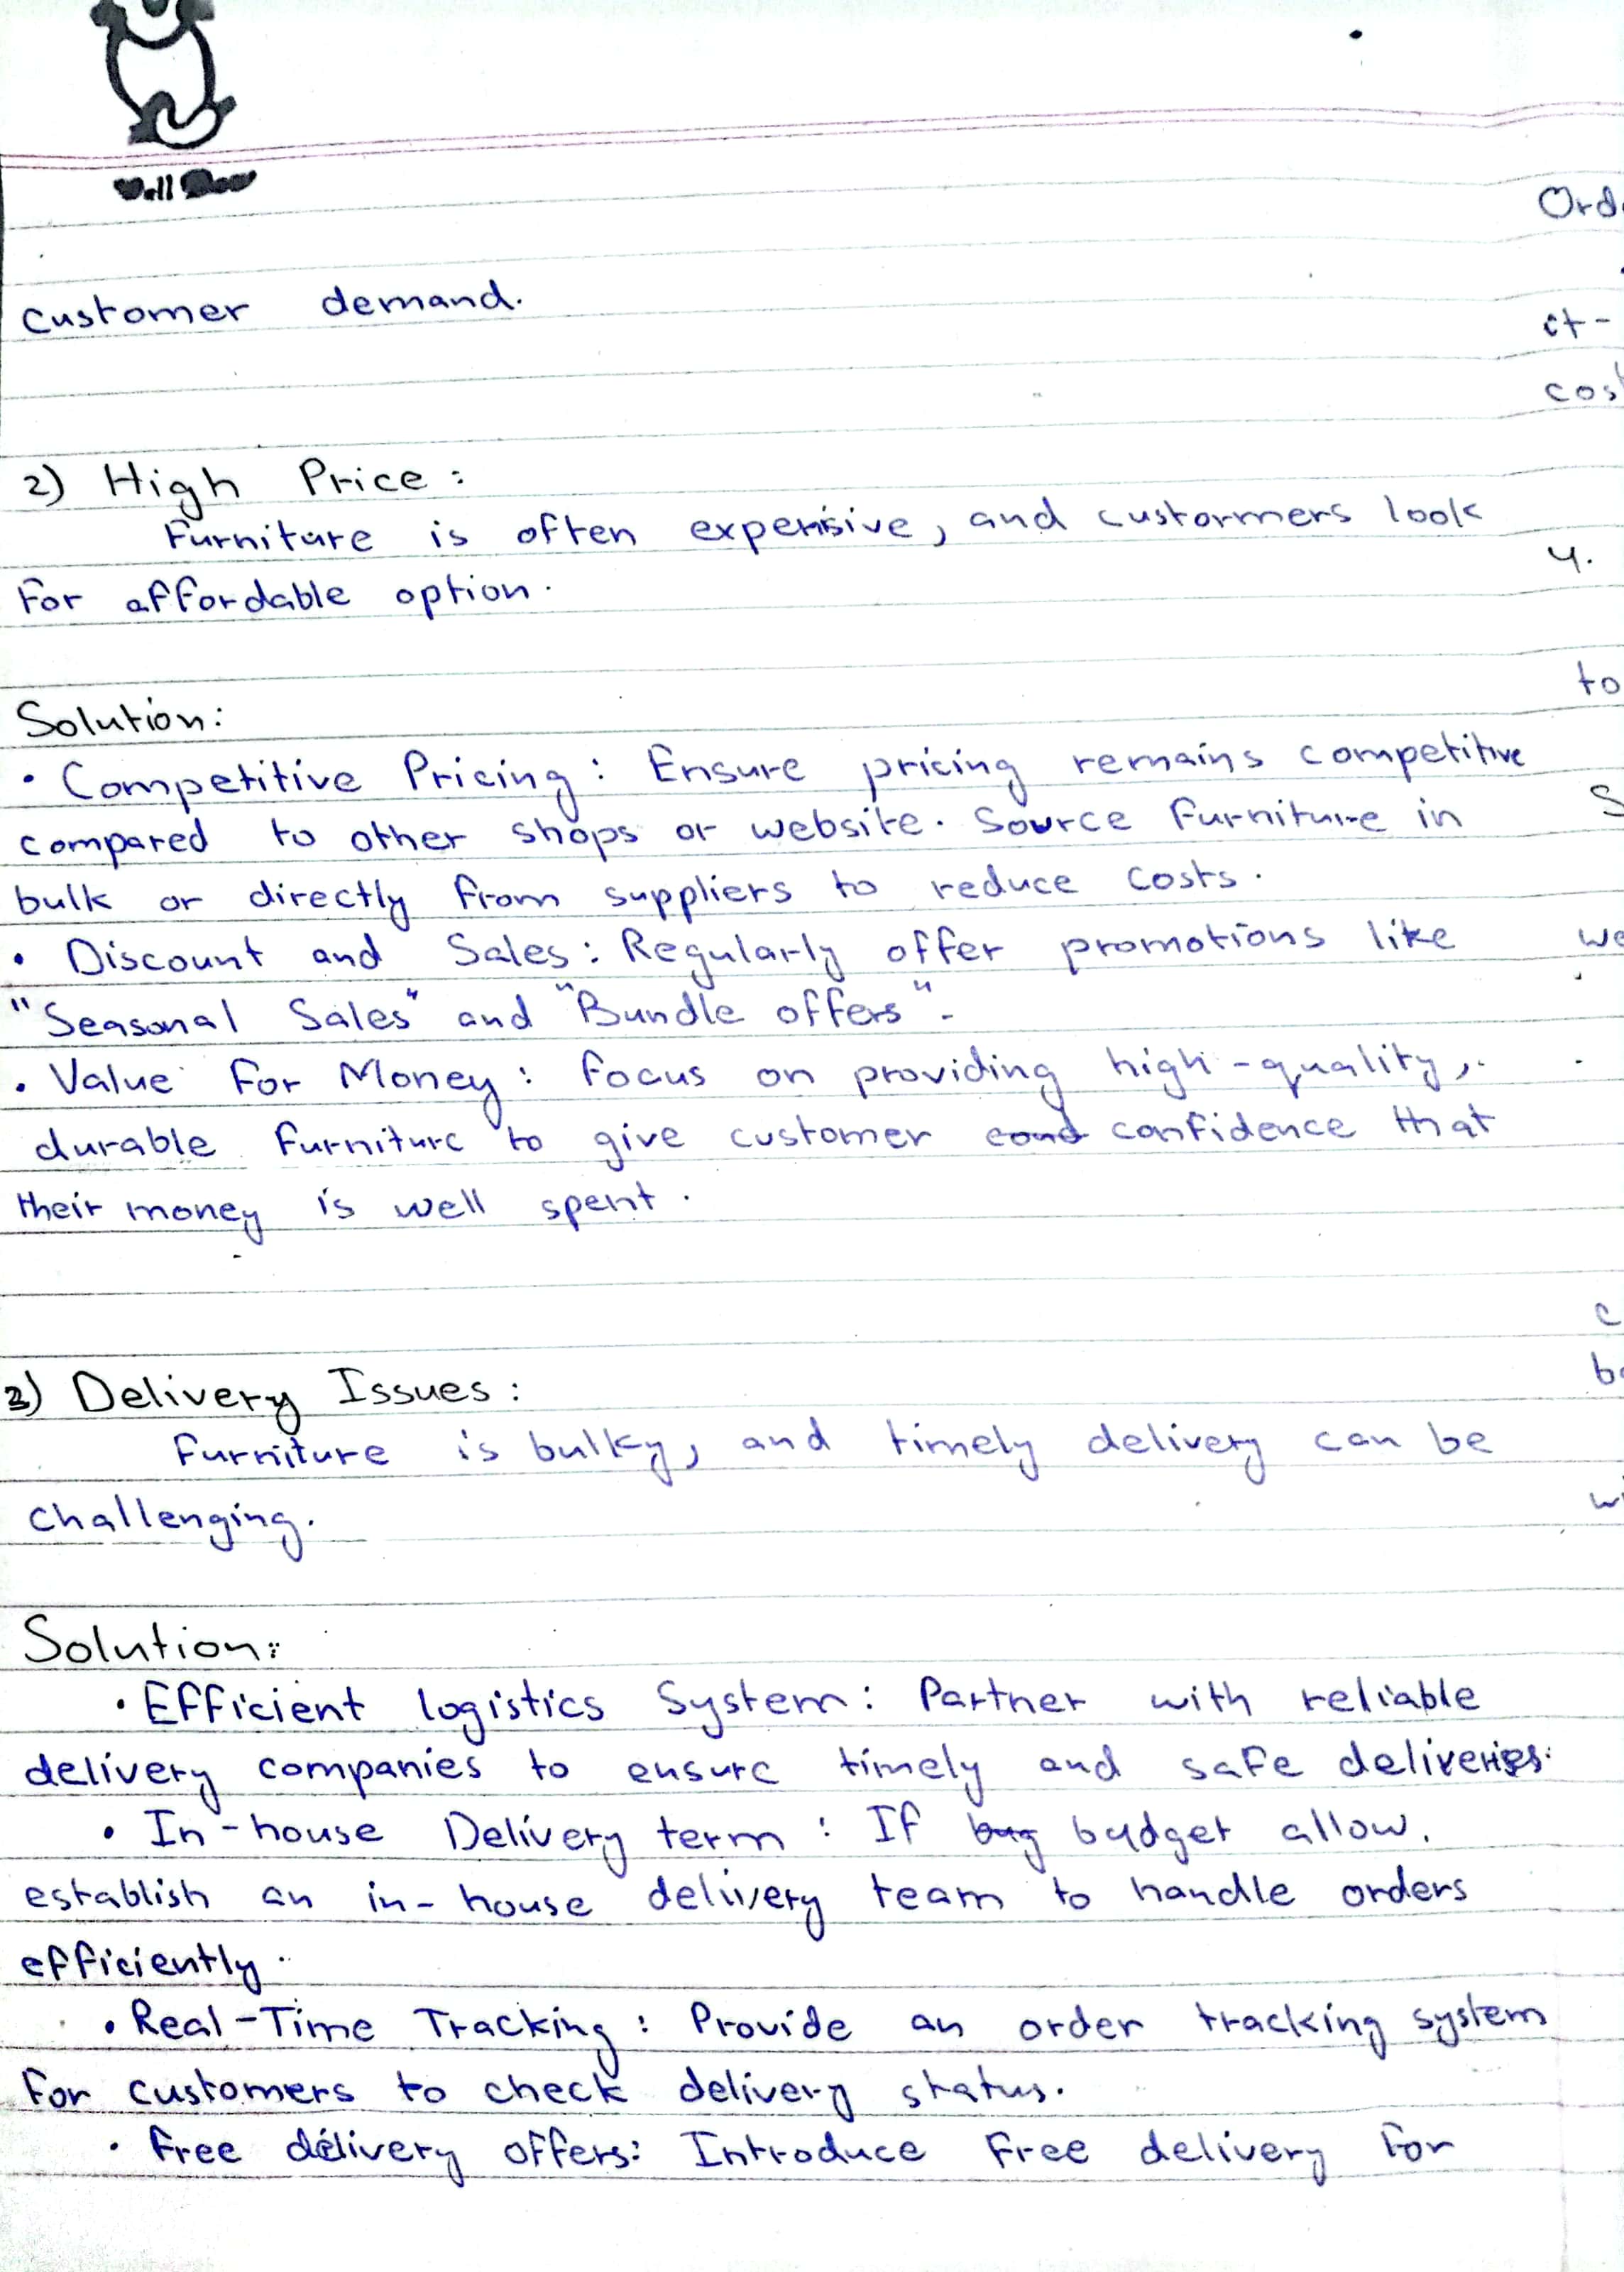 Well Done
customer demand.
2) High Price :
Furniture is often expensive, and custormers look
for affordable option.
Solution:
• Competitive Pricing : Ensure pricing remains competitive
compared to other shops or website. Source furniture in
bulk or directly from suppliers to reduce costs.
• Discount and Sales : Regularly offer promotions like
"Seasonal Sales" and "Bundle offers".
• Value for Money : focus on providing high-quality,
durable furniture to give customer confidence that
their money is well spent.
3) Delivery Issues :
Furniture is bulky, and timely delivery can be
challenging.
Solution:
• Efficient logistics System : Partner with reliable
delivery companies to ensure timely and safe deliveries.
• In-house Delivery term : If budget allow,
establish an in-house delivery team to handle orders
efficiently.
• Real-Time Tracking : Provide an order tracking system
for customers to check delivery status.
• Free delivery offers: Introduce Free delivery for
4.
to